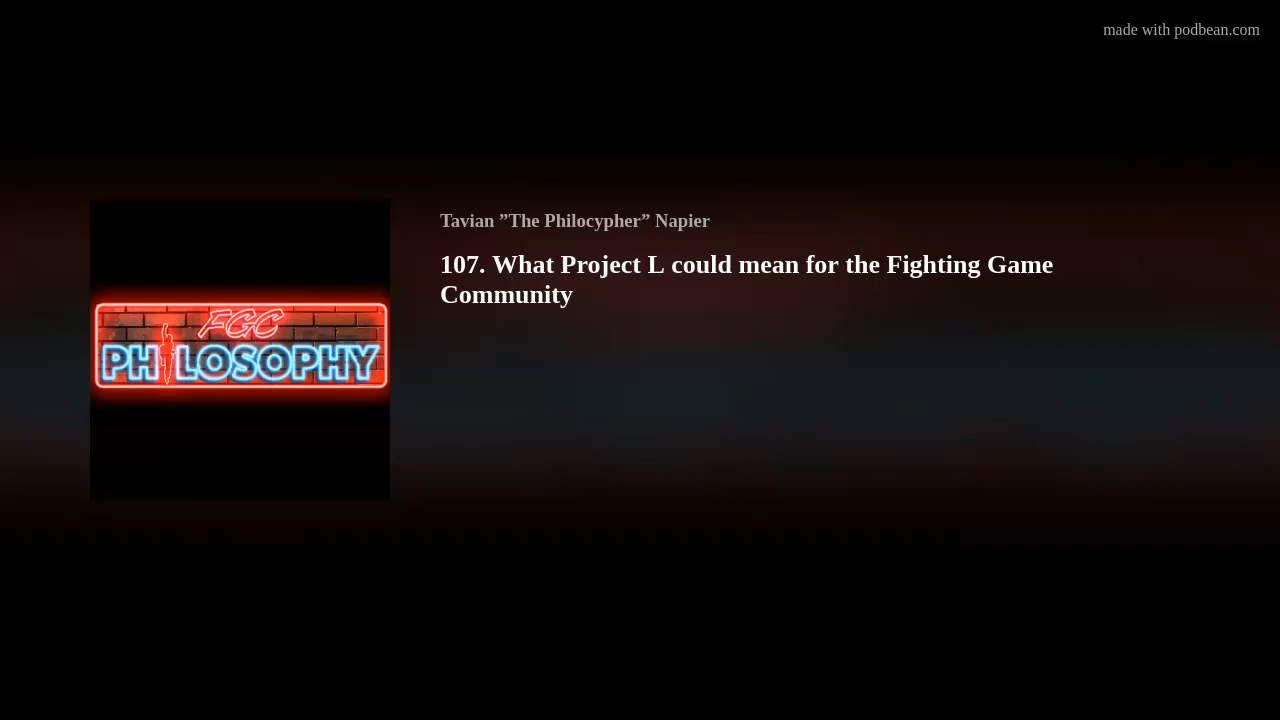 made with podbean.com
Tavian ”The Philocypher” Napier
107. What Project L could mean for the Fighting Game
Community
FGC
PHILOSOPHY